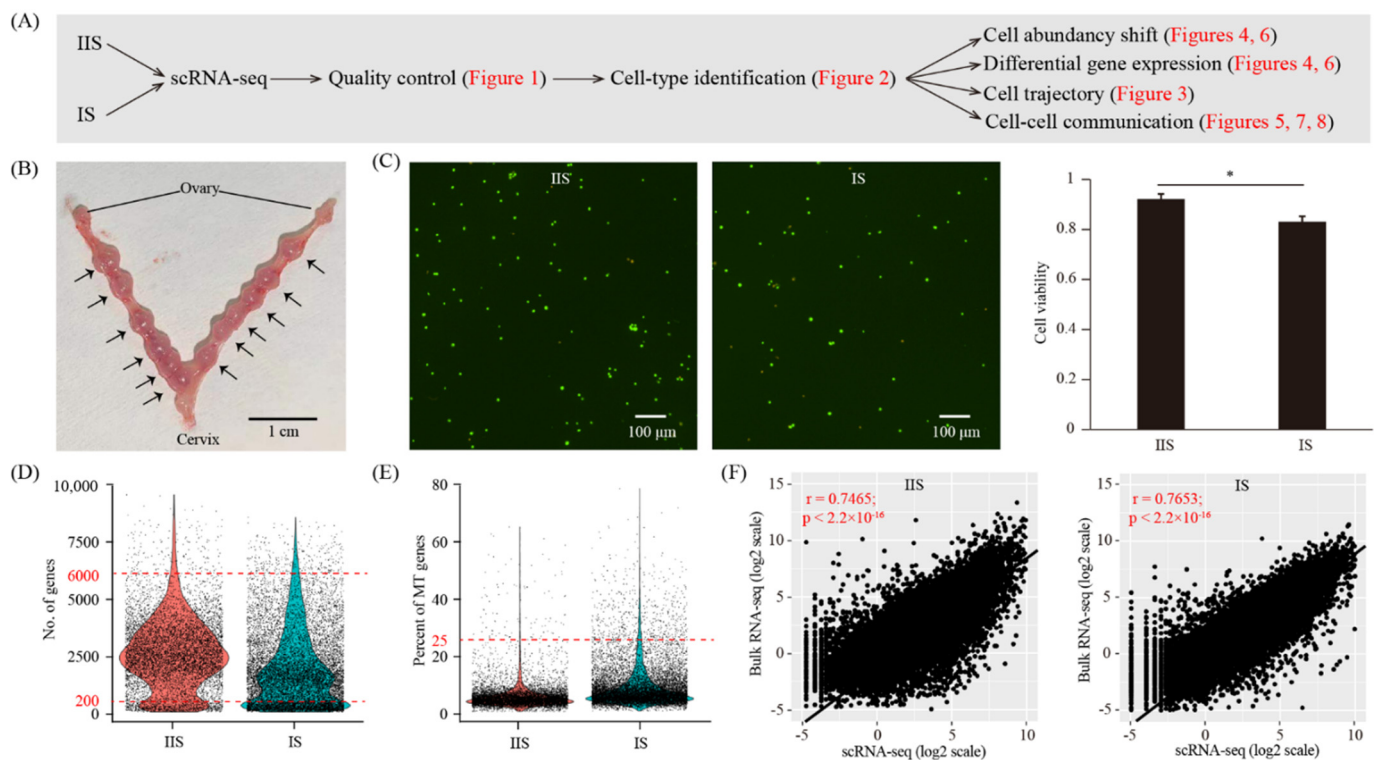 (A)
IIS
IS
scRNA-seq
Quality control (Figure 1)
Cell-type identification (Figure 2)
Cell abundancy shift (Figures 4, 6)
Differential gene expression (Figures 4, 6)
Cell trajectory (Figure 3)
Cell-cell communication (Figures 5, 7, 8)
(B)
Ovary
Cervix
1 cm
(C)
IIS
100 μm
IS
100 μm
Cell viability
1
0.8
0.6
0.4
0.2
0
*
IIS
IS
(D)
No. of genes
10,000
7500
6000
5000
2500
200
0
IIS
IS
(E)
Percent of MT genes
80
60
40
25
20
0
IIS
IS
(F)
IIS
r = 0.7465;
p < 2.2×10-16
Bulk RNA-seq (log2 scale)
15
10
5
0
-5
-5
0
5
10
scRNA-seq (log2 scale)
IS
r = 0.7653;
p < 2.2×10-16
Bulk RNA-seq (log2 scale)
15
10
5
0
-5
-5
0
5
10
scRNA-seq (log2 scale)